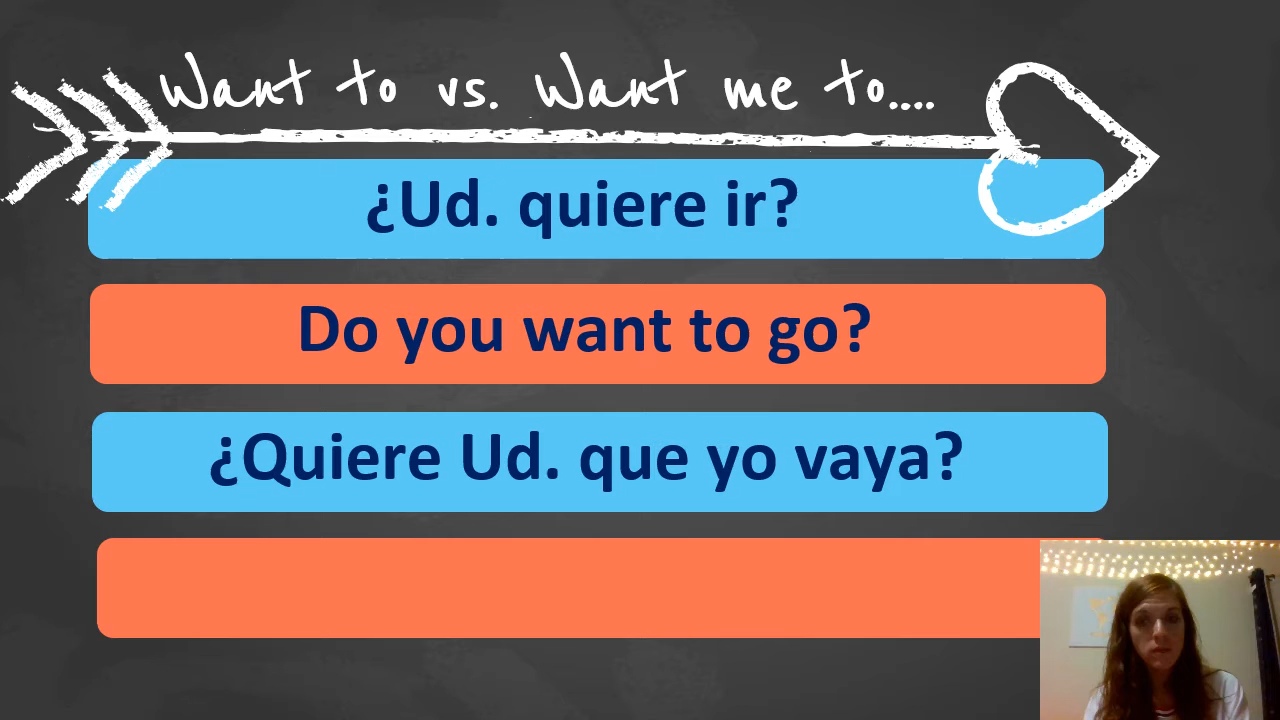 Want to vs. Want me to....
¿Ud. quiere ir?
Do you want to go?
¿Quiere Ud. que yo vaya?